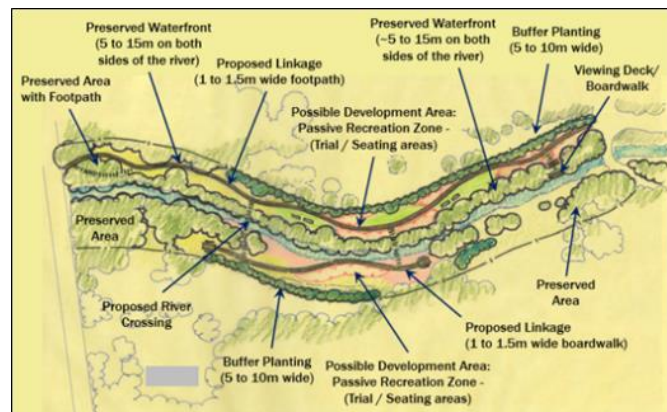 Preserved Waterfront
(5 to 15m on both
sides of the river)
Preserved Waterfront
(~5 to 15m on both
sides of the river)
Buffer Planting
(5 to 10m wide)
Preserved Area
with Footpath
Proposed Linkage
(1 to 1.5m wide footpath)
Viewing Deck/
Boardwalk
Possible Development Area:
Passive Recreation Zone -
(Trial / Seating areas)
Preserved
Area
Preserved
Area
Proposed River
Crossing
Proposed Linkage
(1 to 1.5m wide boardwalk)
Buffer Planting
(5 to 10m wide)
Possible Development Area:
Passive Recreation Zone -
(Trial / Seating areas)